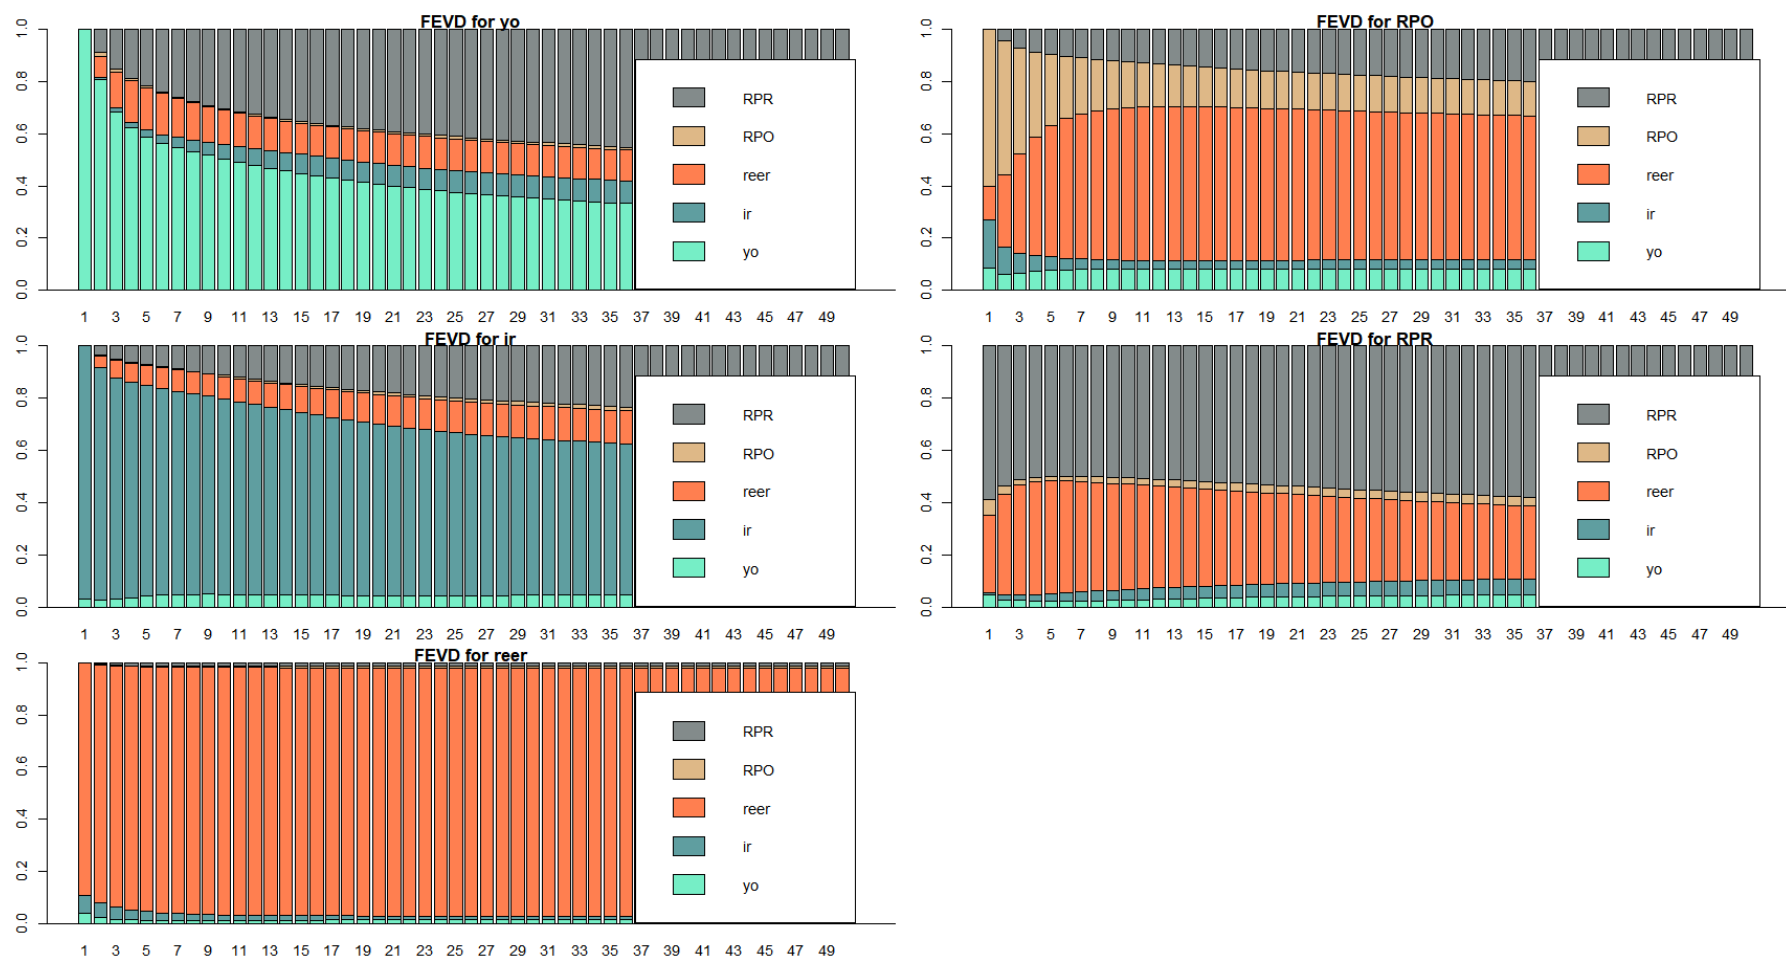 FEVD for yo
1.0
0.8
0.6
0.4
0.2
0.0
RPR
RPO
reer
ir
yo
1 3 5 7 9 11 13 15 17 19 21 23 25 27 29 31 33 35 37 39 41 43 45 47 49
FEVD for RPO
1.0
0.8
0.6
0.4
0.2
0.0
RPR
RPO
reer
ir
yo
1 3 5 7 9 11 13 15 17 19 21 23 25 27 29 31 33 35 37 39 41 43 45 47 49
FEVD for ir
1.0
0.8
0.6
0.4
0.2
0.0
RPR
RPO
reer
ir
yo
1 3 5 7 9 11 13 15 17 19 21 23 25 27 29 31 33 35 37 39 41 43 45 47 49
FEVD for RPR
1.0
0.8
0.6
0.4
0.2
0.0
RPR
RPO
reer
ir
yo
1 3 5 7 9 11 13 15 17 19 21 23 25 27 29 31 33 35 37 39 41 43 45 47 49
FEVD for reer
1.0
0.8
0.6
0.4
0.2
0.0
RPR
RPO
reer
ir
yo
1 3 5 7 9 11 13 15 17 19 21 23 25 27 29 31 33 35 37 39 41 43 45 47 49